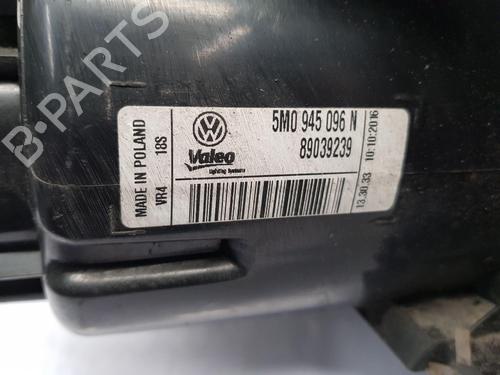 MADE IN POLAND
18S
VR4
5M0 945 096 N
Valeo
89039239
Lighting Systems
13.30.33 10:10:2016
B-PARTS